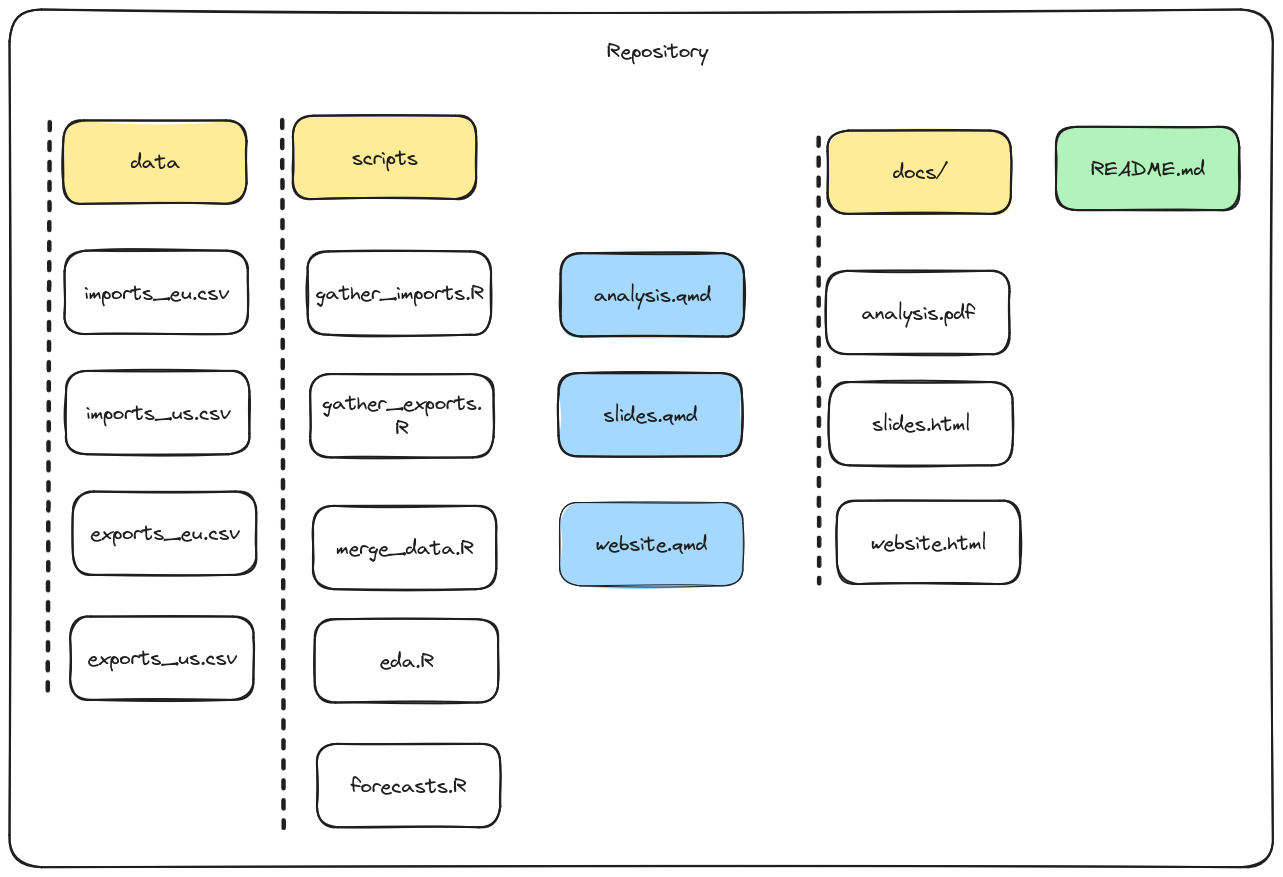 Repository
data
scripts
docs/
README.md
imports_eu.csv
gather_imports.R
analysis.qmd
analysis.pdf
imports_us.csv
gather_exports.
R
slides.qmd
slides.html
exports_eu.csv
merge_data.R
website.qmd
website.html
exports_us.csv
eda.R
forecasts.R